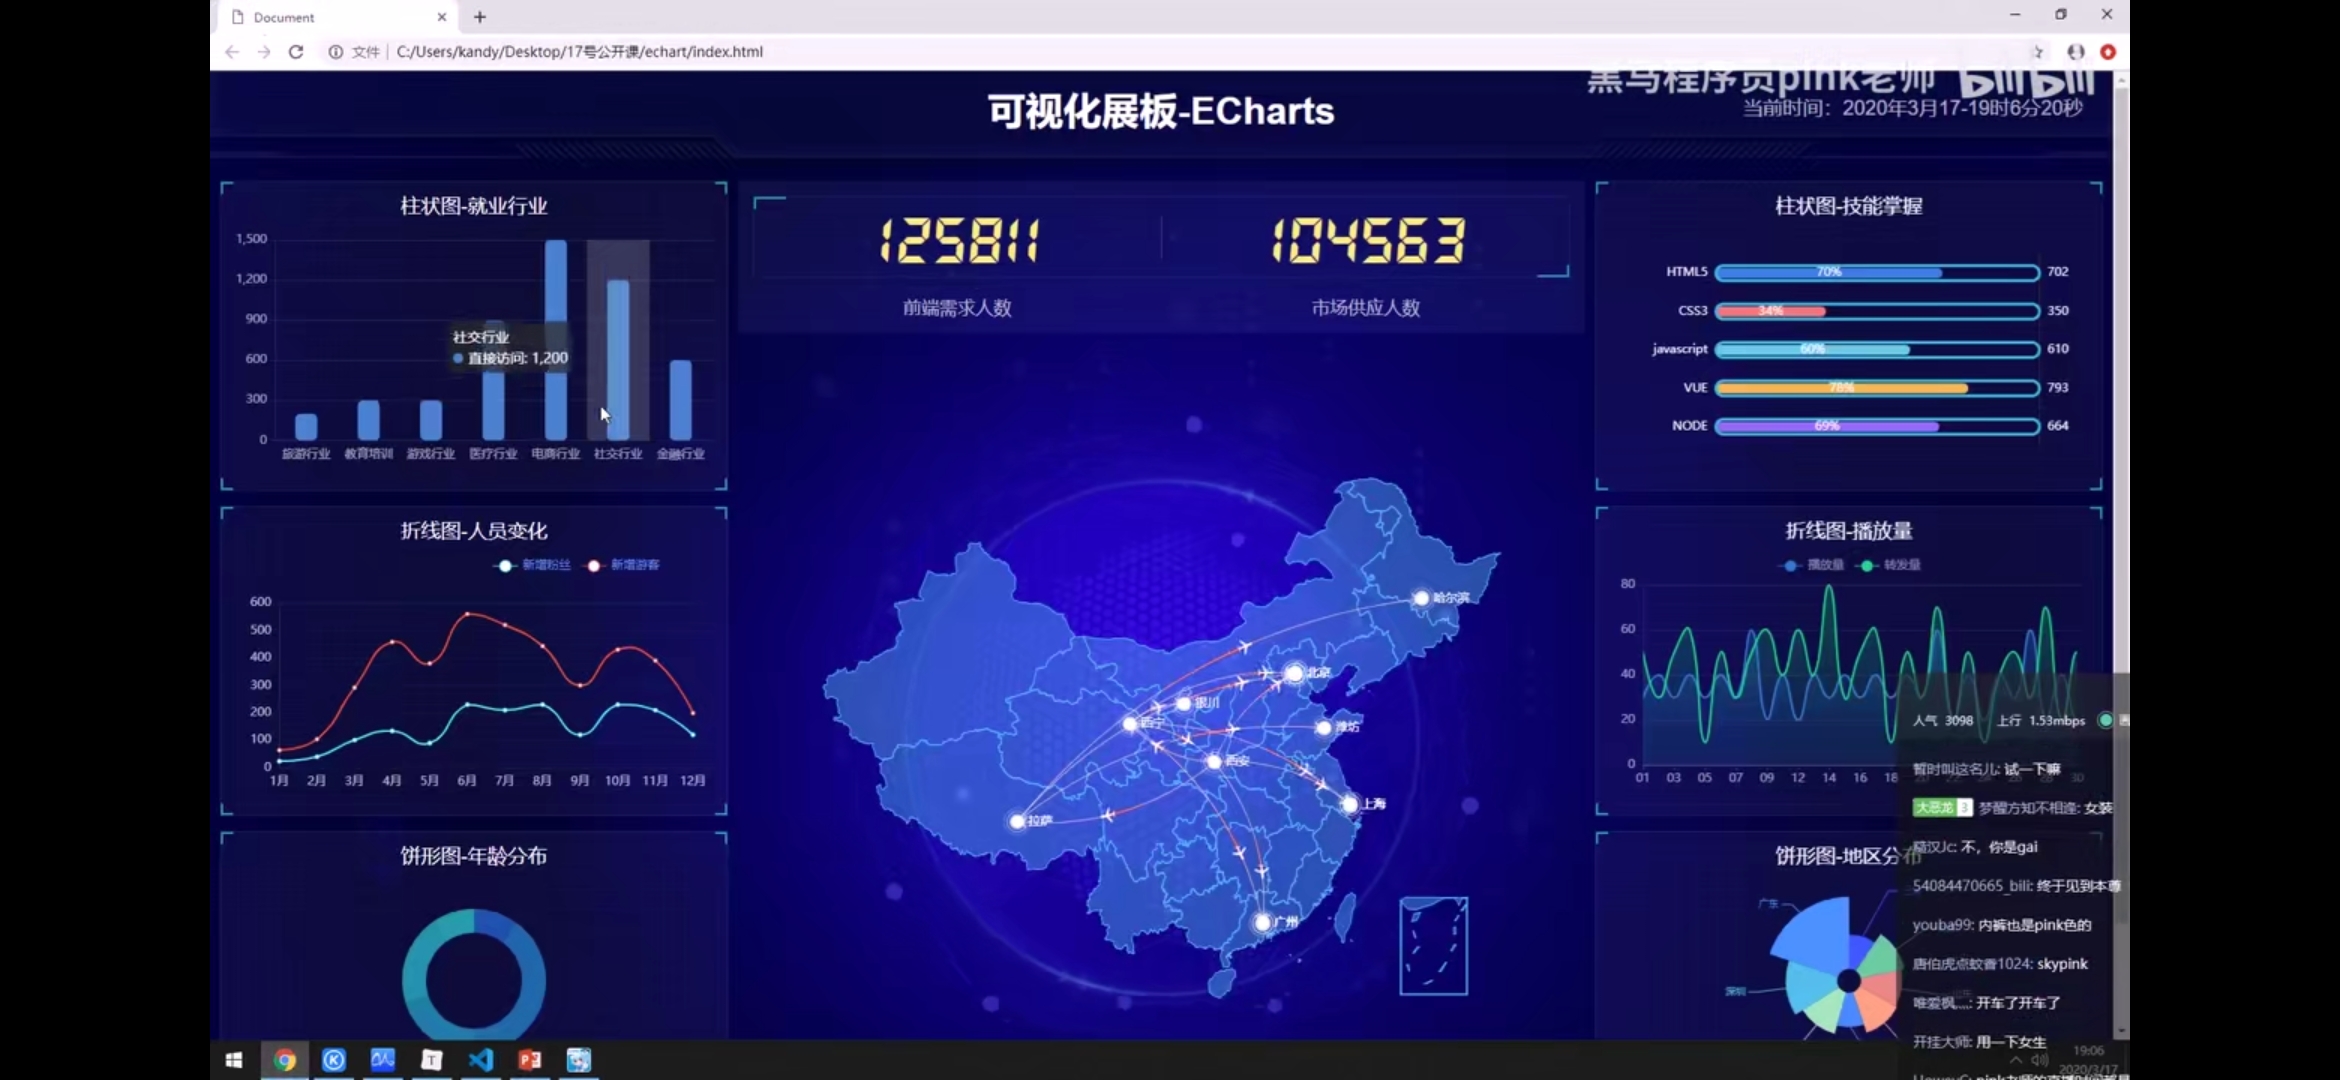 Document
文件 C:/Users/kandy/Desktop/17号公开课/echart/index.html
黑马程序员pink老师 bilibili
可视化展板-ECharts
当前时间：2020年3月17-19时6分20秒
柱状图-就业行业
1,500
1,200
900
600
300
0
社交行业
直接访问: 1,200
旅游行业 教育培训 游戏行业 医疗行业 电商行业 社交行业 金融行业
125811 104563
前端需求人数 市场供应人数
柱状图-技能掌握
HTML5 70% 702
CSS3 34% 350
javascript 60% 610
VUE 78% 793
NODE 69% 664
折线图-人员变化
新增粉丝 新增游客
600
500
400
300
200
100
0
1月 2月 3月 4月 5月 6月 7月 8月 9月 10月 11月 12月
哈尔滨
北京
银川
西宁
潍坊
西安
上海
拉萨
广州
折线图-播放量
播放量 转发量
80
60
40
20
0
01 03 05 07 09 12 14 16 18 30
饼形图-年龄分布
饼形图-地区分布
广东
深圳
人气 3098 上行 1.53mbps
暂时叫这名儿: 试一下嘛
大恶龙 3 梦醒方知不相逢: 女装
糙汉Jc: 不，你是gai
54084470665_bili: 终于见到本尊
youba99: 内裤也是pink色的
唐伯虎点蚊香1024: skypink
唯爱枫....: 开车了开车了
开挂大师: 用一下女生
19:06
2020/3/17